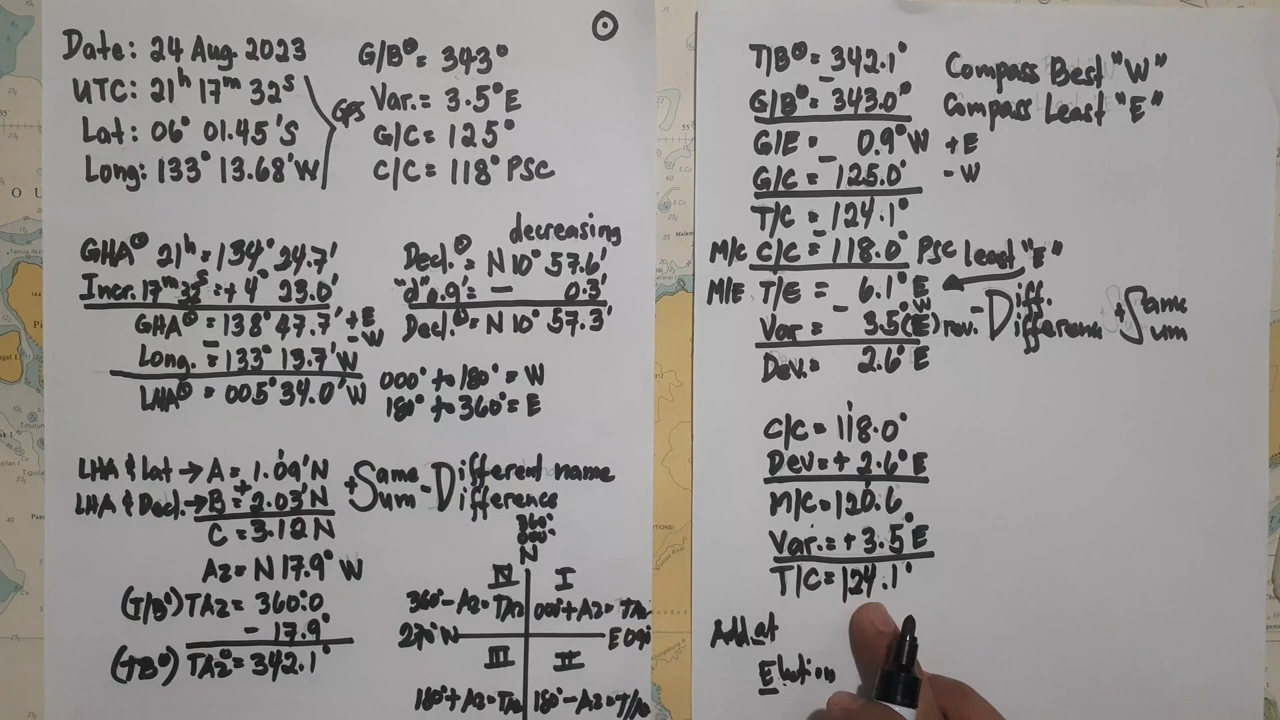 Date: 24 Aug 2023
UTC: 21h 17m 32s
Lat: 06° 01.45'S
Long: 133° 13.68'W
GPS
G/B☉ = 343°
Var. = 3.5°E
G/C = 125°
C/C = 118° PSC
GHA☉ 21h = 134° 24.7'
Incr. 17m 32s = + 4° 23.0'
GHA☉ = 138° 47.7' +E
-W
Long. = 133° 13.7'W
LHA☉ = 005° 34.0'W
decreasing
Decl.☉ = N 10° 57.6'
"d" 0.9' = - 0.3'
Decl.☉ = N 10° 57.3'
000° to 180° = W
180° to 360° = E
LHA & Lat → A = 1.09'N
LHA & Decl. → B = 2.03'N
+
C = 3.12 N
+ Same
Sum
- Different name
Difference
Az = N 17.9° W
(T/B☉) TAz = 360.0
- 17.9°
(TB☉) TAz° = 342.1°
360°
000°
N
IV I
360° - Az = TAz 000° + Az = TAz
270° W E 090
III II
180° + Az = TAz 180° - Az = TAz
T/B☉ = 342.1°
G/B☉ = 343.0°
G/E = 0.9°W
G/C = 125.0°
T/C = 124.1°
M/C C/C = 118.0° PSC Least "E"
M/E T/E = 6.1°E
W
Var = 3.5°(E) rev.
Dev. = 2.6°E
Compass Best "W"
Compass Least "E"
+E
-W
- Diff.
Difference
+ Same
Sum
C/C = 118.0°
Dev = + 2.6°E
M/C = 120.6
Var. = + 3.5°E
T/C = 124.1°
Add at